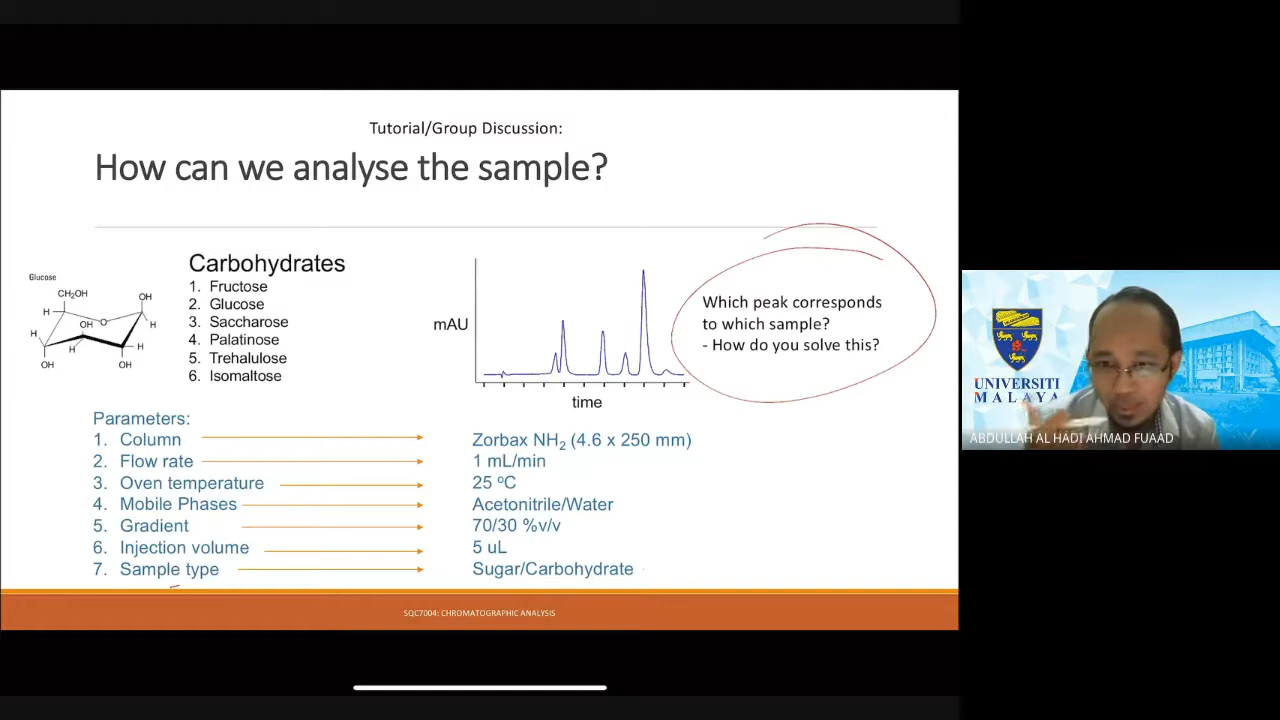 Tutorial/Group Discussion:
How can we analyse the sample?
Glucose
CH2OH
H
OH
H
OH
O
H
H
H
OH
OH
Carbohydrates
1. Fructose
2. Glucose
3. Saccharose
4. Palatinose
5. Trehalulose
6. Isomaltose
mAU
time
Which peak corresponds
to which sample?
- How do you solve this?
Parameters:
1. Column
Zorbax NH2 (4.6 x 250 mm)
2. Flow rate
1 mL/min
3. Oven temperature
25 oC
4. Mobile Phases
Acetonitrile/Water
5. Gradient
70/30 %v/v
6. Injection volume
5 uL
7. Sample type
Sugar/Carbohydrate
SQC7004: CHROMATOGRAPHIC ANALYSIS
UNIVERSITI
MALAYA
ABDULLAH AL HADI AHMAD FUAAD